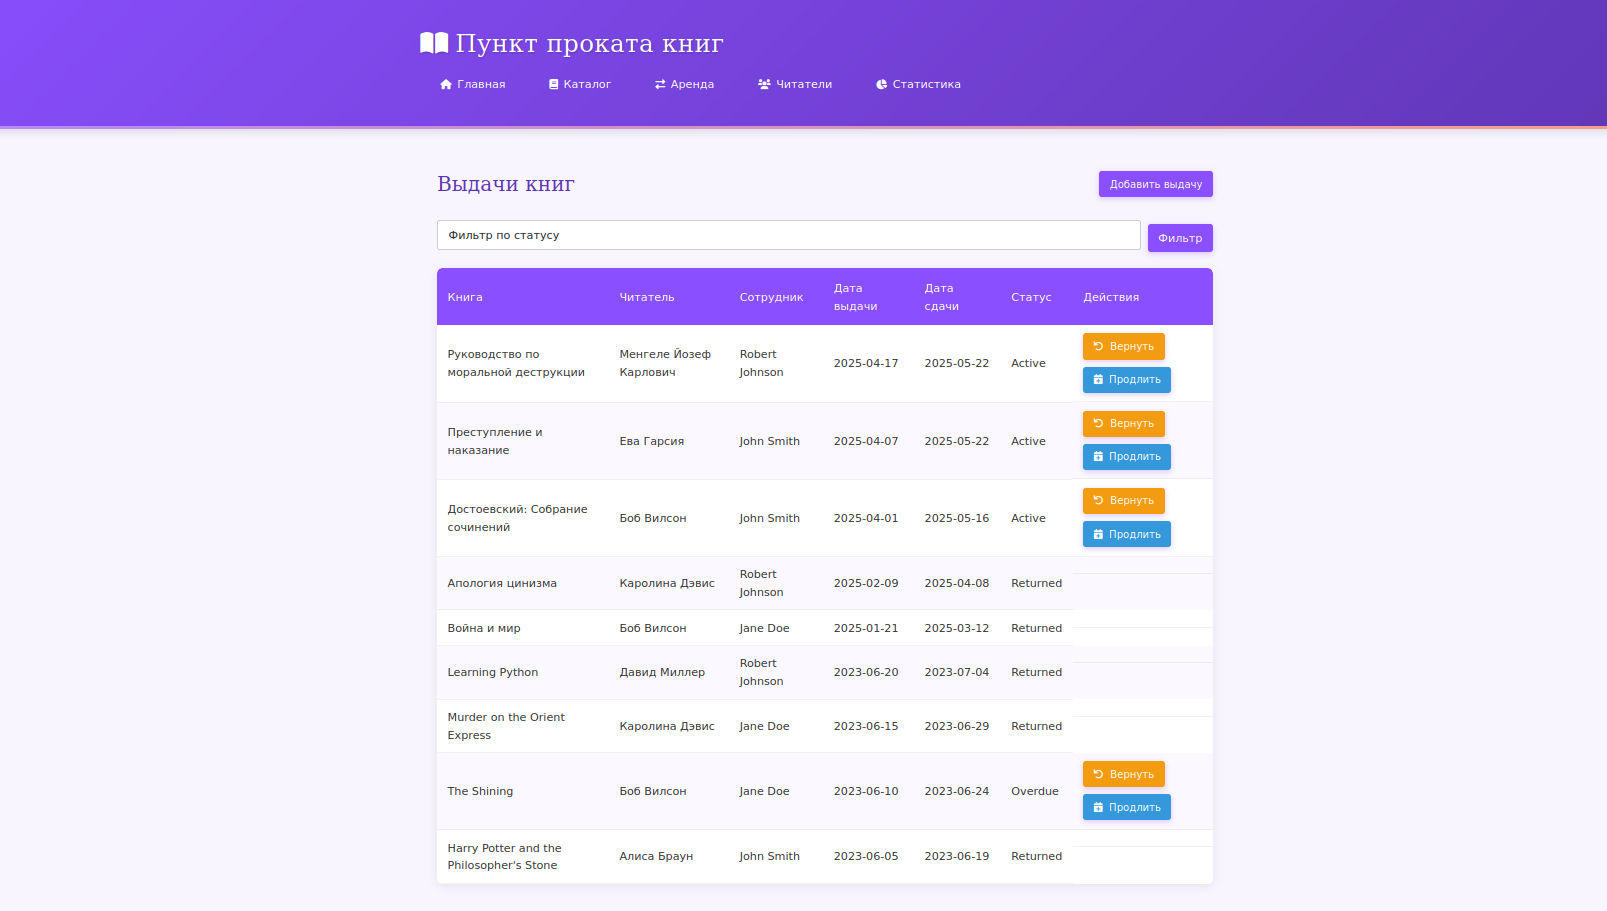 Пункт проката книг
Главная Каталог Аренда Читатели Статистика
Выдачи книг
Добавить выдачу
Фильтр по статусу
Фильтр
Книга Читатель Сотрудник Дата выдачи Дата сдачи Статус Действия
Руководство по моральной деструкции Менгеле Йозеф Карлович Robert Johnson 2025-04-17 2025-05-22 Active Вернуть Продлить
Преступление и наказание Ева Гарсия John Smith 2025-04-07 2025-05-22 Active Вернуть Продлить
Достоевский: Собрание сочинений Боб Вилсон John Smith 2025-04-01 2025-05-16 Active Вернуть Продлить
Апология цинизма Каролина Дэвис Robert Johnson 2025-02-09 2025-04-08 Returned
Война и мир Боб Вилсон Jane Doe 2025-01-21 2025-03-12 Returned
Learning Python Давид Миллер Robert Johnson 2023-06-20 2023-07-04 Returned
Murder on the Orient Express Каролина Дэвис Jane Doe 2023-06-15 2023-06-29 Returned
The Shining Боб Вилсон Jane Doe 2023-06-10 2023-06-24 Overdue Вернуть Продлить
Harry Potter and the Philosopher's Stone Алиса Браун John Smith 2023-06-05 2023-06-19 Returned